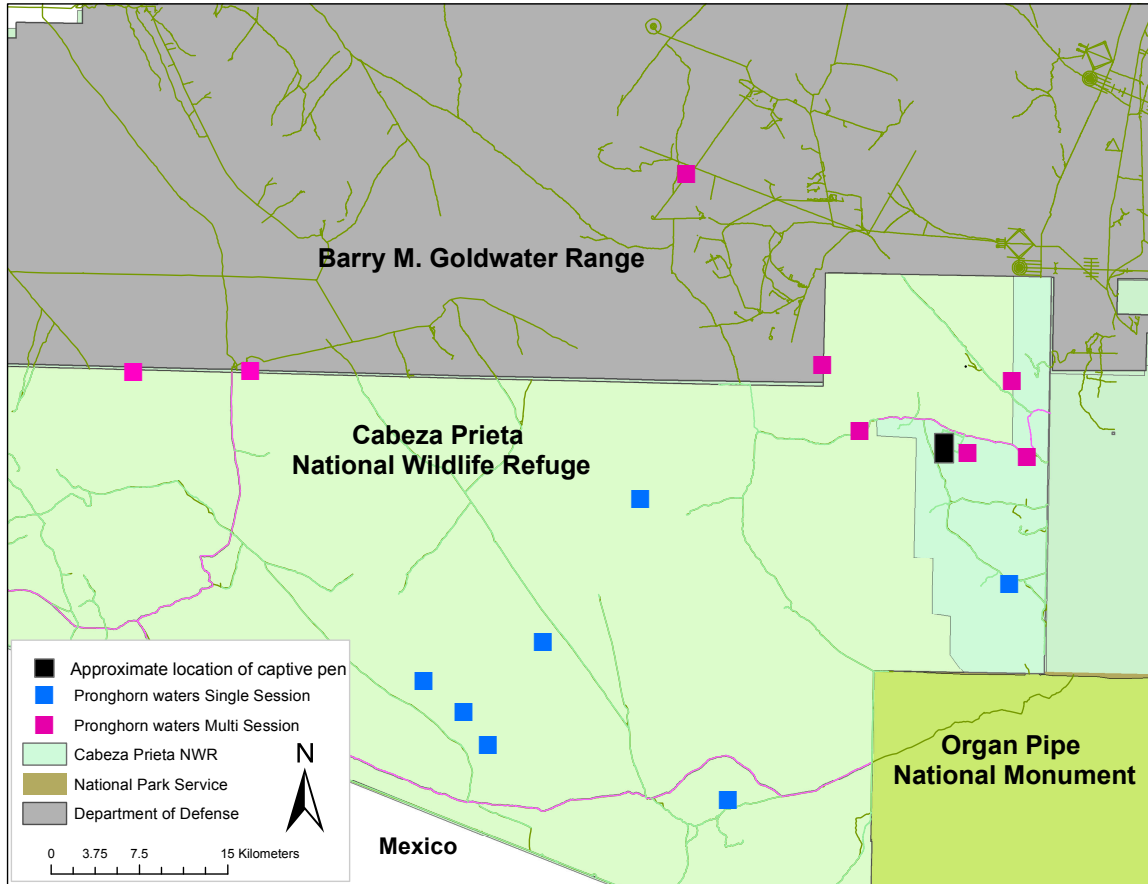 Barry M. Goldwater Range
Cabeza Prieta
National Wildlife Refuge
Approximate location of captive pen
Pronghorn waters Single Session
Pronghorn waters Multi Session
Cabeza Prieta NWR
National Park Service
Department of Defense
N
0 3.75 7.5 15 Kilometers
Organ Pipe
National Monument
Mexico